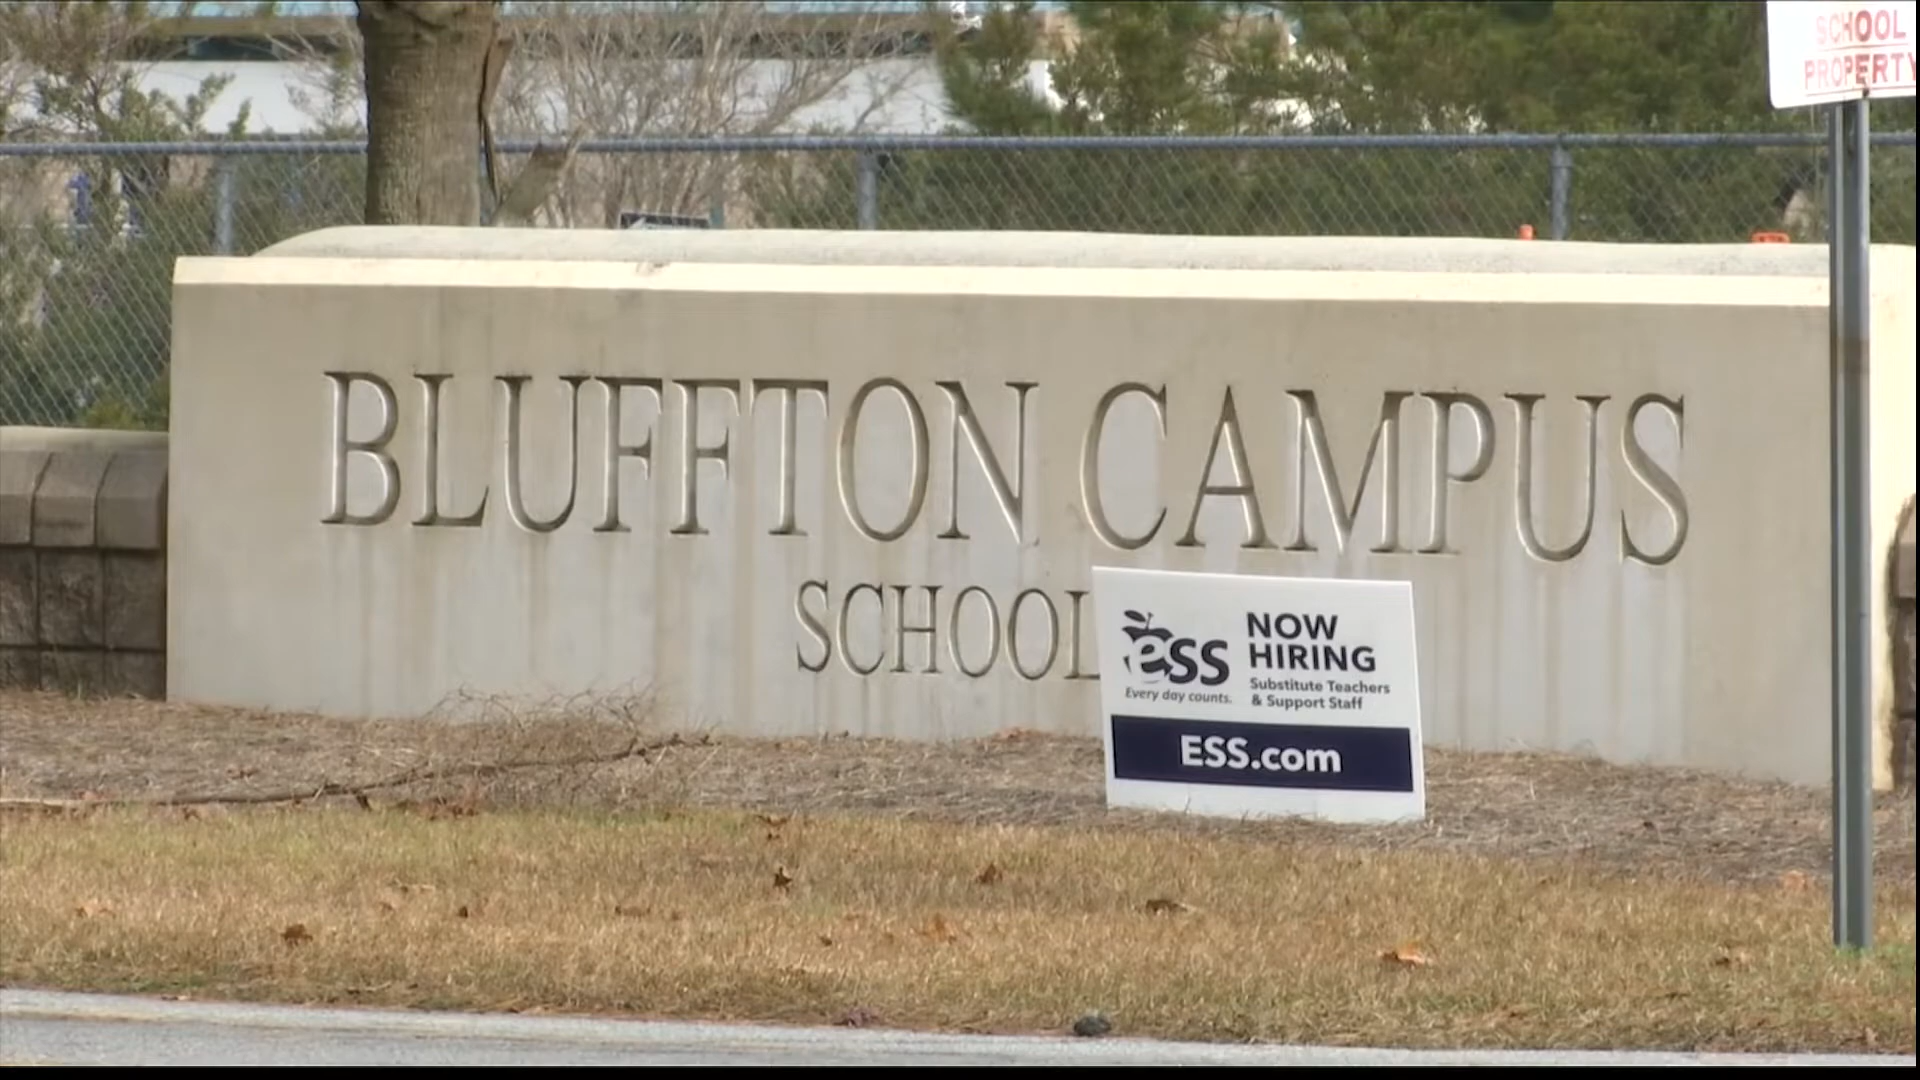 SCHOOL
PROPERTY
BLUFFTON CAMPUS
SCHOOL
ess
Every day counts.
NOW
HIRING
Substitute Teachers
& Support Staff
ESS.com